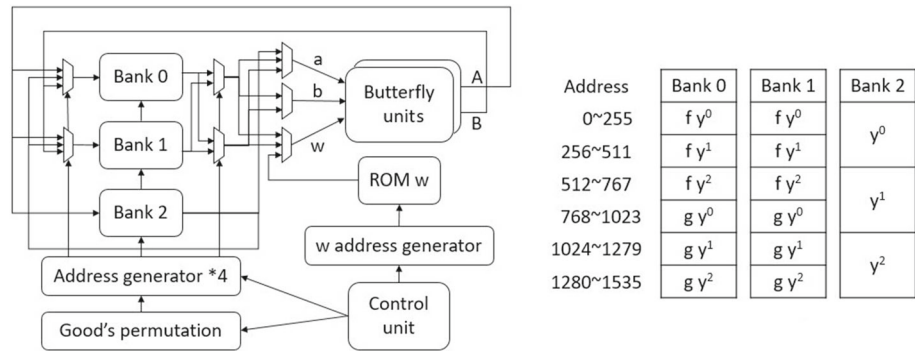 Bank 0
Bank 1
Bank 2
Address generator *4
Good's permutation
a
b
w
Butterfly
units
A
B
ROM w
w address generator
Control
unit
Address Bank 0 Bank 1 Bank 2
0~255 f y⁰ f y⁰ y⁰
256~511 f y¹ f y¹
512~767 f y² f y² y¹
768~1023 g y⁰ g y⁰
1024~1279 g y¹ g y¹ y²
1280~1535 g y² g y²